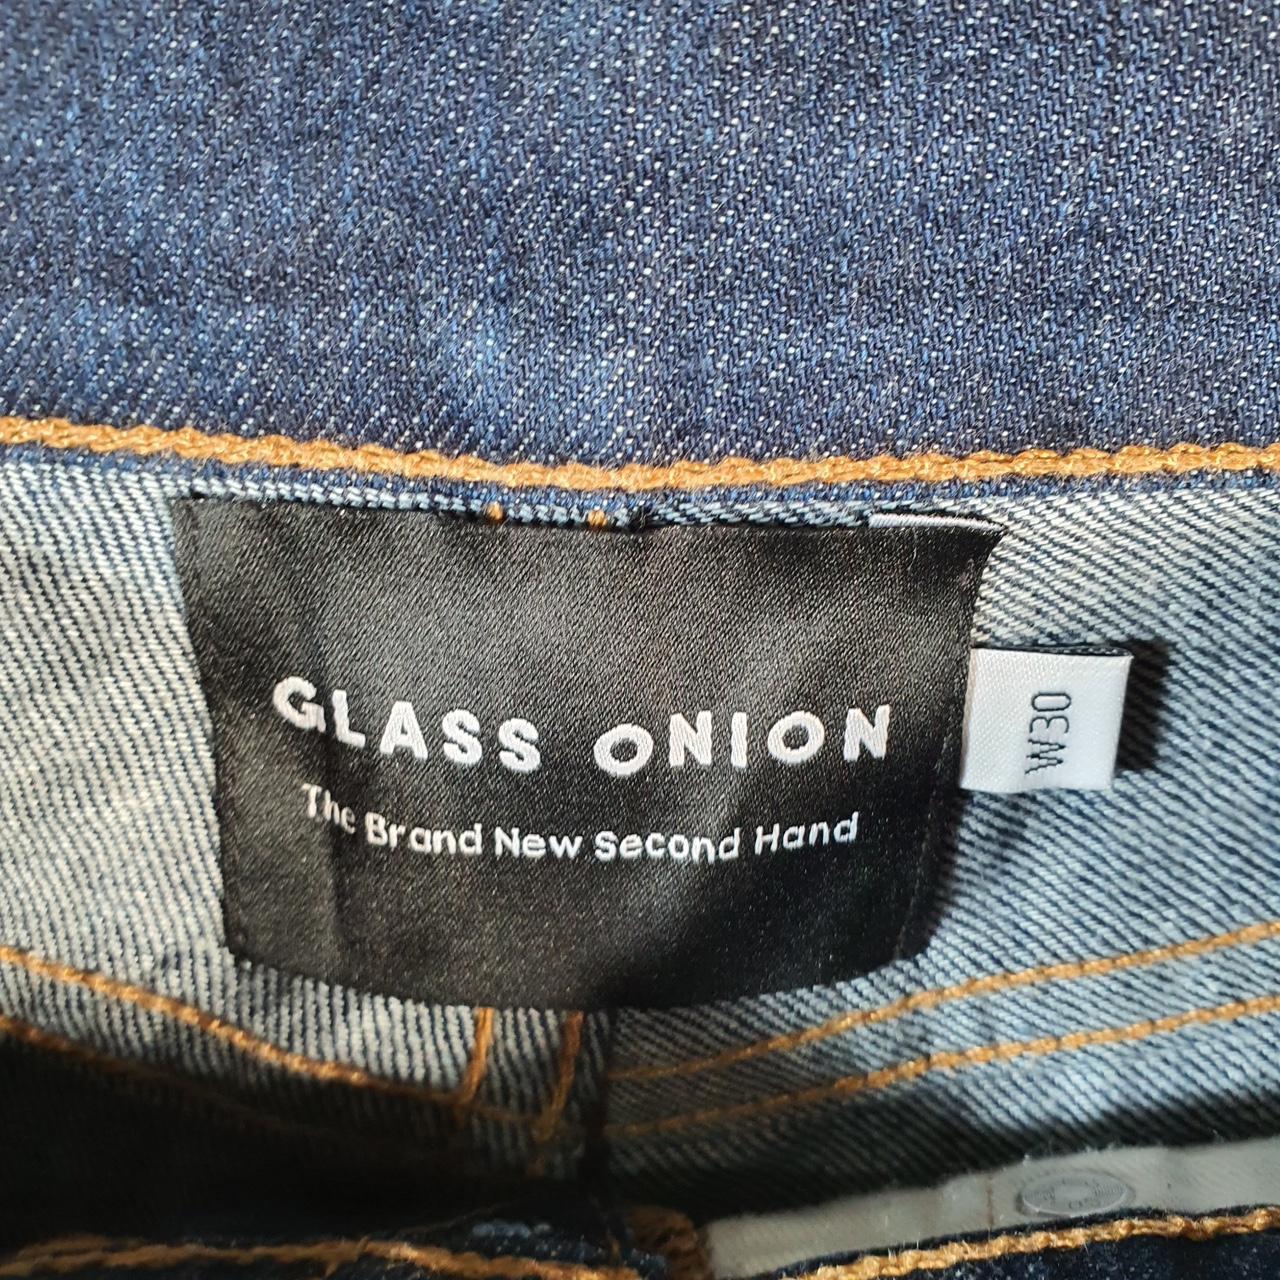 GLASS ONION
The Brand New Second Hand
W30